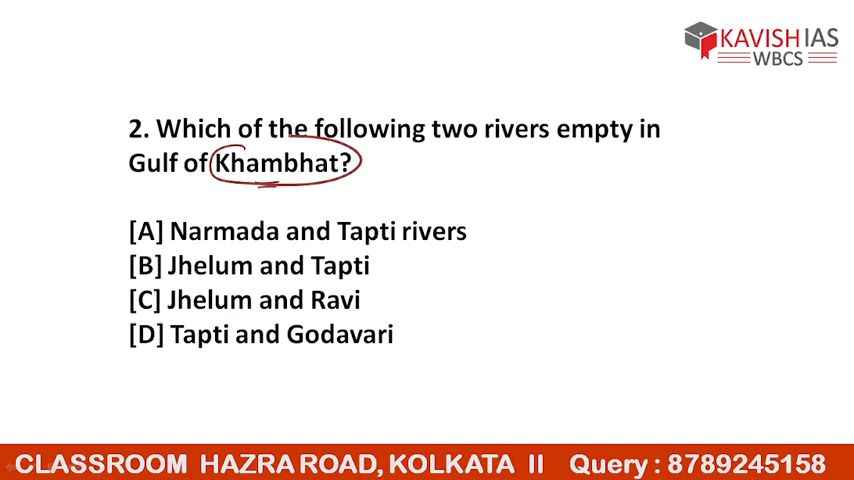 KAVISH IAS
WBCS
2. Which of the following two rivers empty in
Gulf of Khambhat?
[A] Narmada and Tapti rivers
[B] Jhelum and Tapti
[C] Jhelum and Ravi
[D] Tapti and Godavari
CLASSROOM HAZRA ROAD, KOLKATA II Query : 8789245158